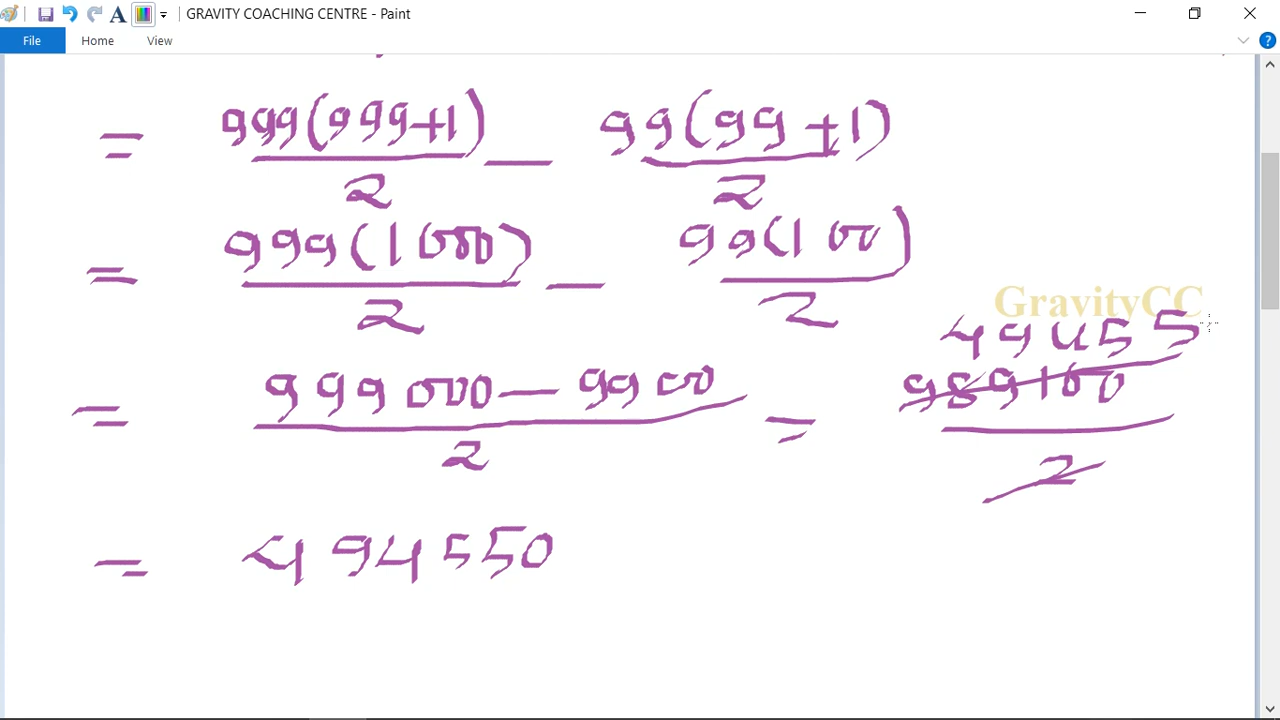 GRAVITY COACHING CENTRE - Paint
File Home View
= 999(999+1)/2 — 99(99+1)/2
= 999(1000)/2 — 99(100)/2
GravityCC
49455
= 999000—9900/2 = 989100/2
= 494550